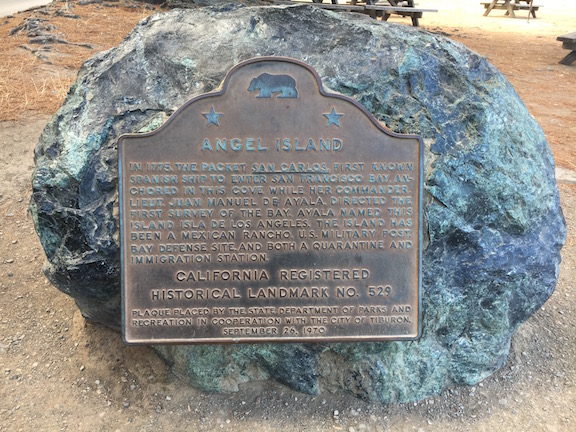 ANGEL ISLAND
IN 1775, THE PACKET SAN CARLOS, FIRST KNOWN
SPANISH SHIP TO ENTER SAN FRANCISCO BAY, AN-
CHORED IN THIS COVE WHILE HER COMMANDER,
LIEUT. JUAN MANUEL DE AYALA, DIRECTED THE
FIRST SURVEY OF THE BAY. AYALA NAMED THIS
ISLAND ISLA DE LOS ANGELES. THE ISLAND HAS
BEEN A MEXICAN RANCHO, U.S. MILITARY POST,
BAY DEFENSE SITE, AND BOTH A QUARANTINE AND
IMMIGRATION STATION.
CALIFORNIA REGISTERED
HISTORICAL LANDMARK NO. 529
PLAQUE PLACED BY THE STATE DEPARTMENT OF PARKS AND
RECREATION IN COOPERATION WITH THE CITY OF TIBURON,
SEPTEMBER 26, 1970